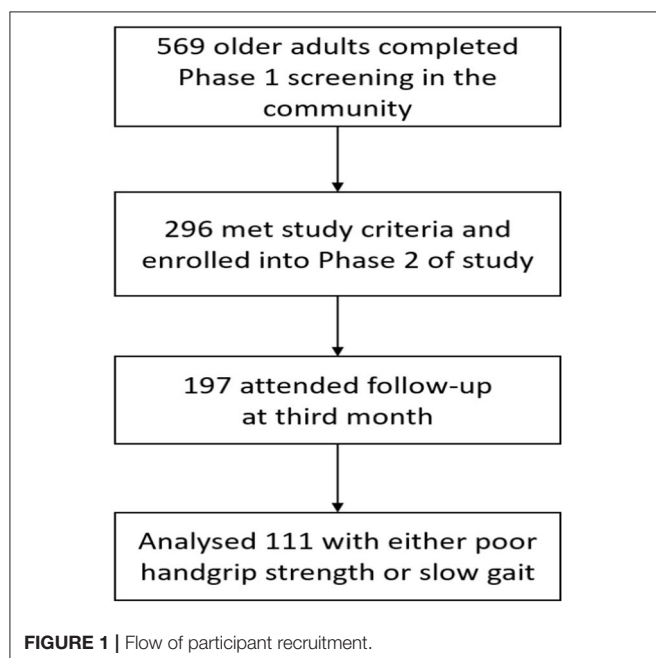 569 older adults completed
Phase 1 screening in the
community
296 met study criteria and
enrolled into Phase 2 of study
197 attended follow-up
at third month
Analysed 111 with either poor
handgrip strength or slow gait
FIGURE 1 | Flow of participant recruitment.